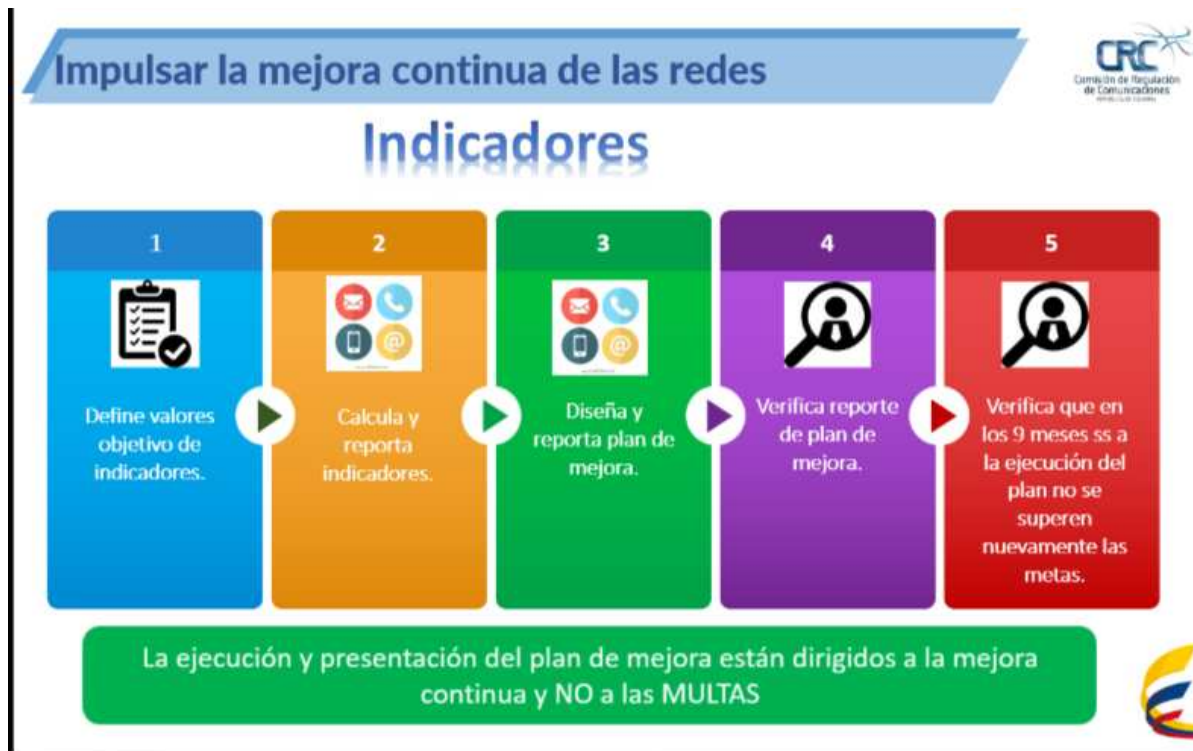 Impulsar la mejora continua de las redes
CRC
Comisión de Regulación
de Comunicaciones
Indicadores
1
Define valores
objetivo de
indicadores.
2
Calcula y
reporta
indicadores.
3
Diseña y
reporta plan de
mejora.
4
Verifica reporte
de plan de
mejora.
5
Verifica que en
los 9 meses ss a
la ejecución del
plan no se
superen
nuevamente las
metas.
La ejecución y presentación del plan de mejora están dirigidos a la mejora
continua y NO a las MULTAS